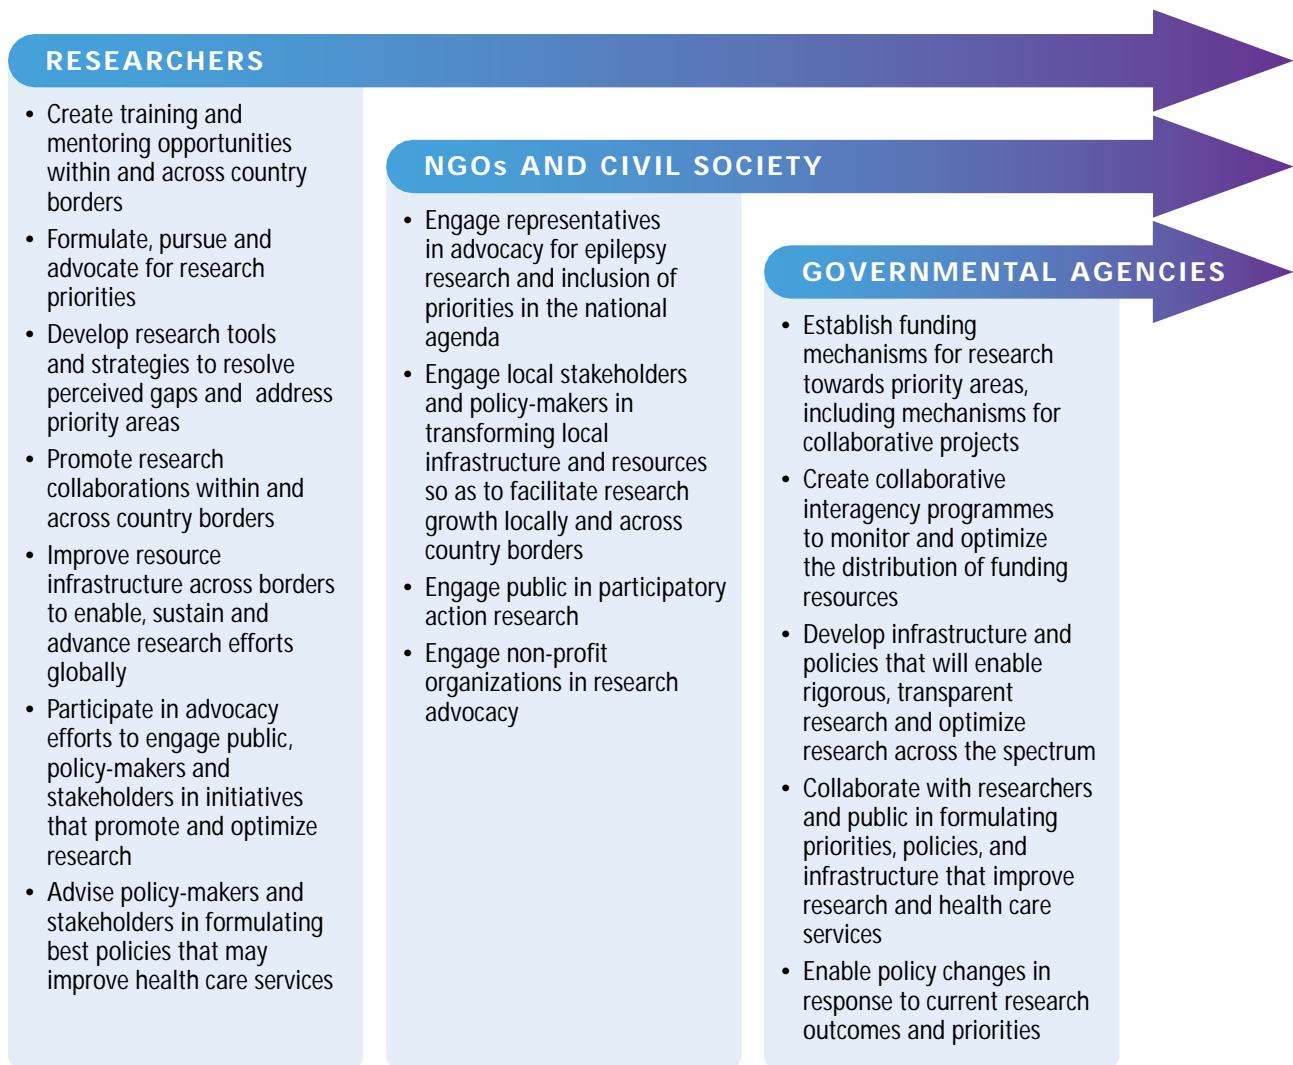 RESEARCHERS
• Create training and
mentoring opportunities
within and across country
borders
• Formulate, pursue and
advocate for research
priorities
• Develop research tools
and strategies to resolve
perceived gaps and address
priority areas
• Promote research
collaborations within and
across country borders
• Improve resource
infrastructure across borders
to enable, sustain and
advance research efforts
globally
• Participate in advocacy
efforts to engage public,
policy-makers and
stakeholders in initiatives
that promote and optimize
research
• Advise policy-makers and
stakeholders in formulating
best policies that may
improve health care services
NGOs AND CIVIL SOCIETY
• Engage representatives
in advocacy for epilepsy
research and inclusion of
priorities in the national
agenda
• Engage local stakeholders
and policy-makers in
transforming local
infrastructure and resources
so as to facilitate research
growth locally and across
country borders
• Engage public in participatory
action research
• Engage non-profit
organizations in research
advocacy
GOVERNMENTAL AGENCIES
• Establish funding
mechanisms for research
towards priority areas,
including mechanisms for
collaborative projects
• Create collaborative
interagency programmes
to monitor and optimize
the distribution of funding
resources
• Develop infrastructure and
policies that will enable
rigorous, transparent
research and optimize
research across the spectrum
• Collaborate with researchers
and public in formulating
priorities, policies, and
infrastructure that improve
research and health care
services
• Enable policy changes in
response to current research
outcomes and priorities